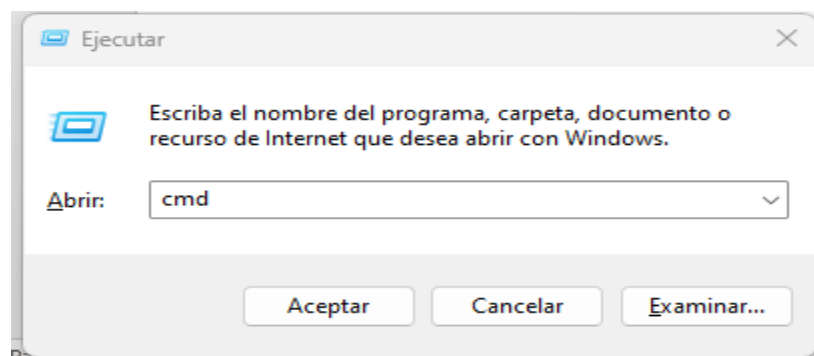 Ejecutar
Escriba el nombre del programa, carpeta, documento o
recurso de Internet que desea abrir con Windows.
Abrir: cmd
Aceptar Cancelar Examinar...